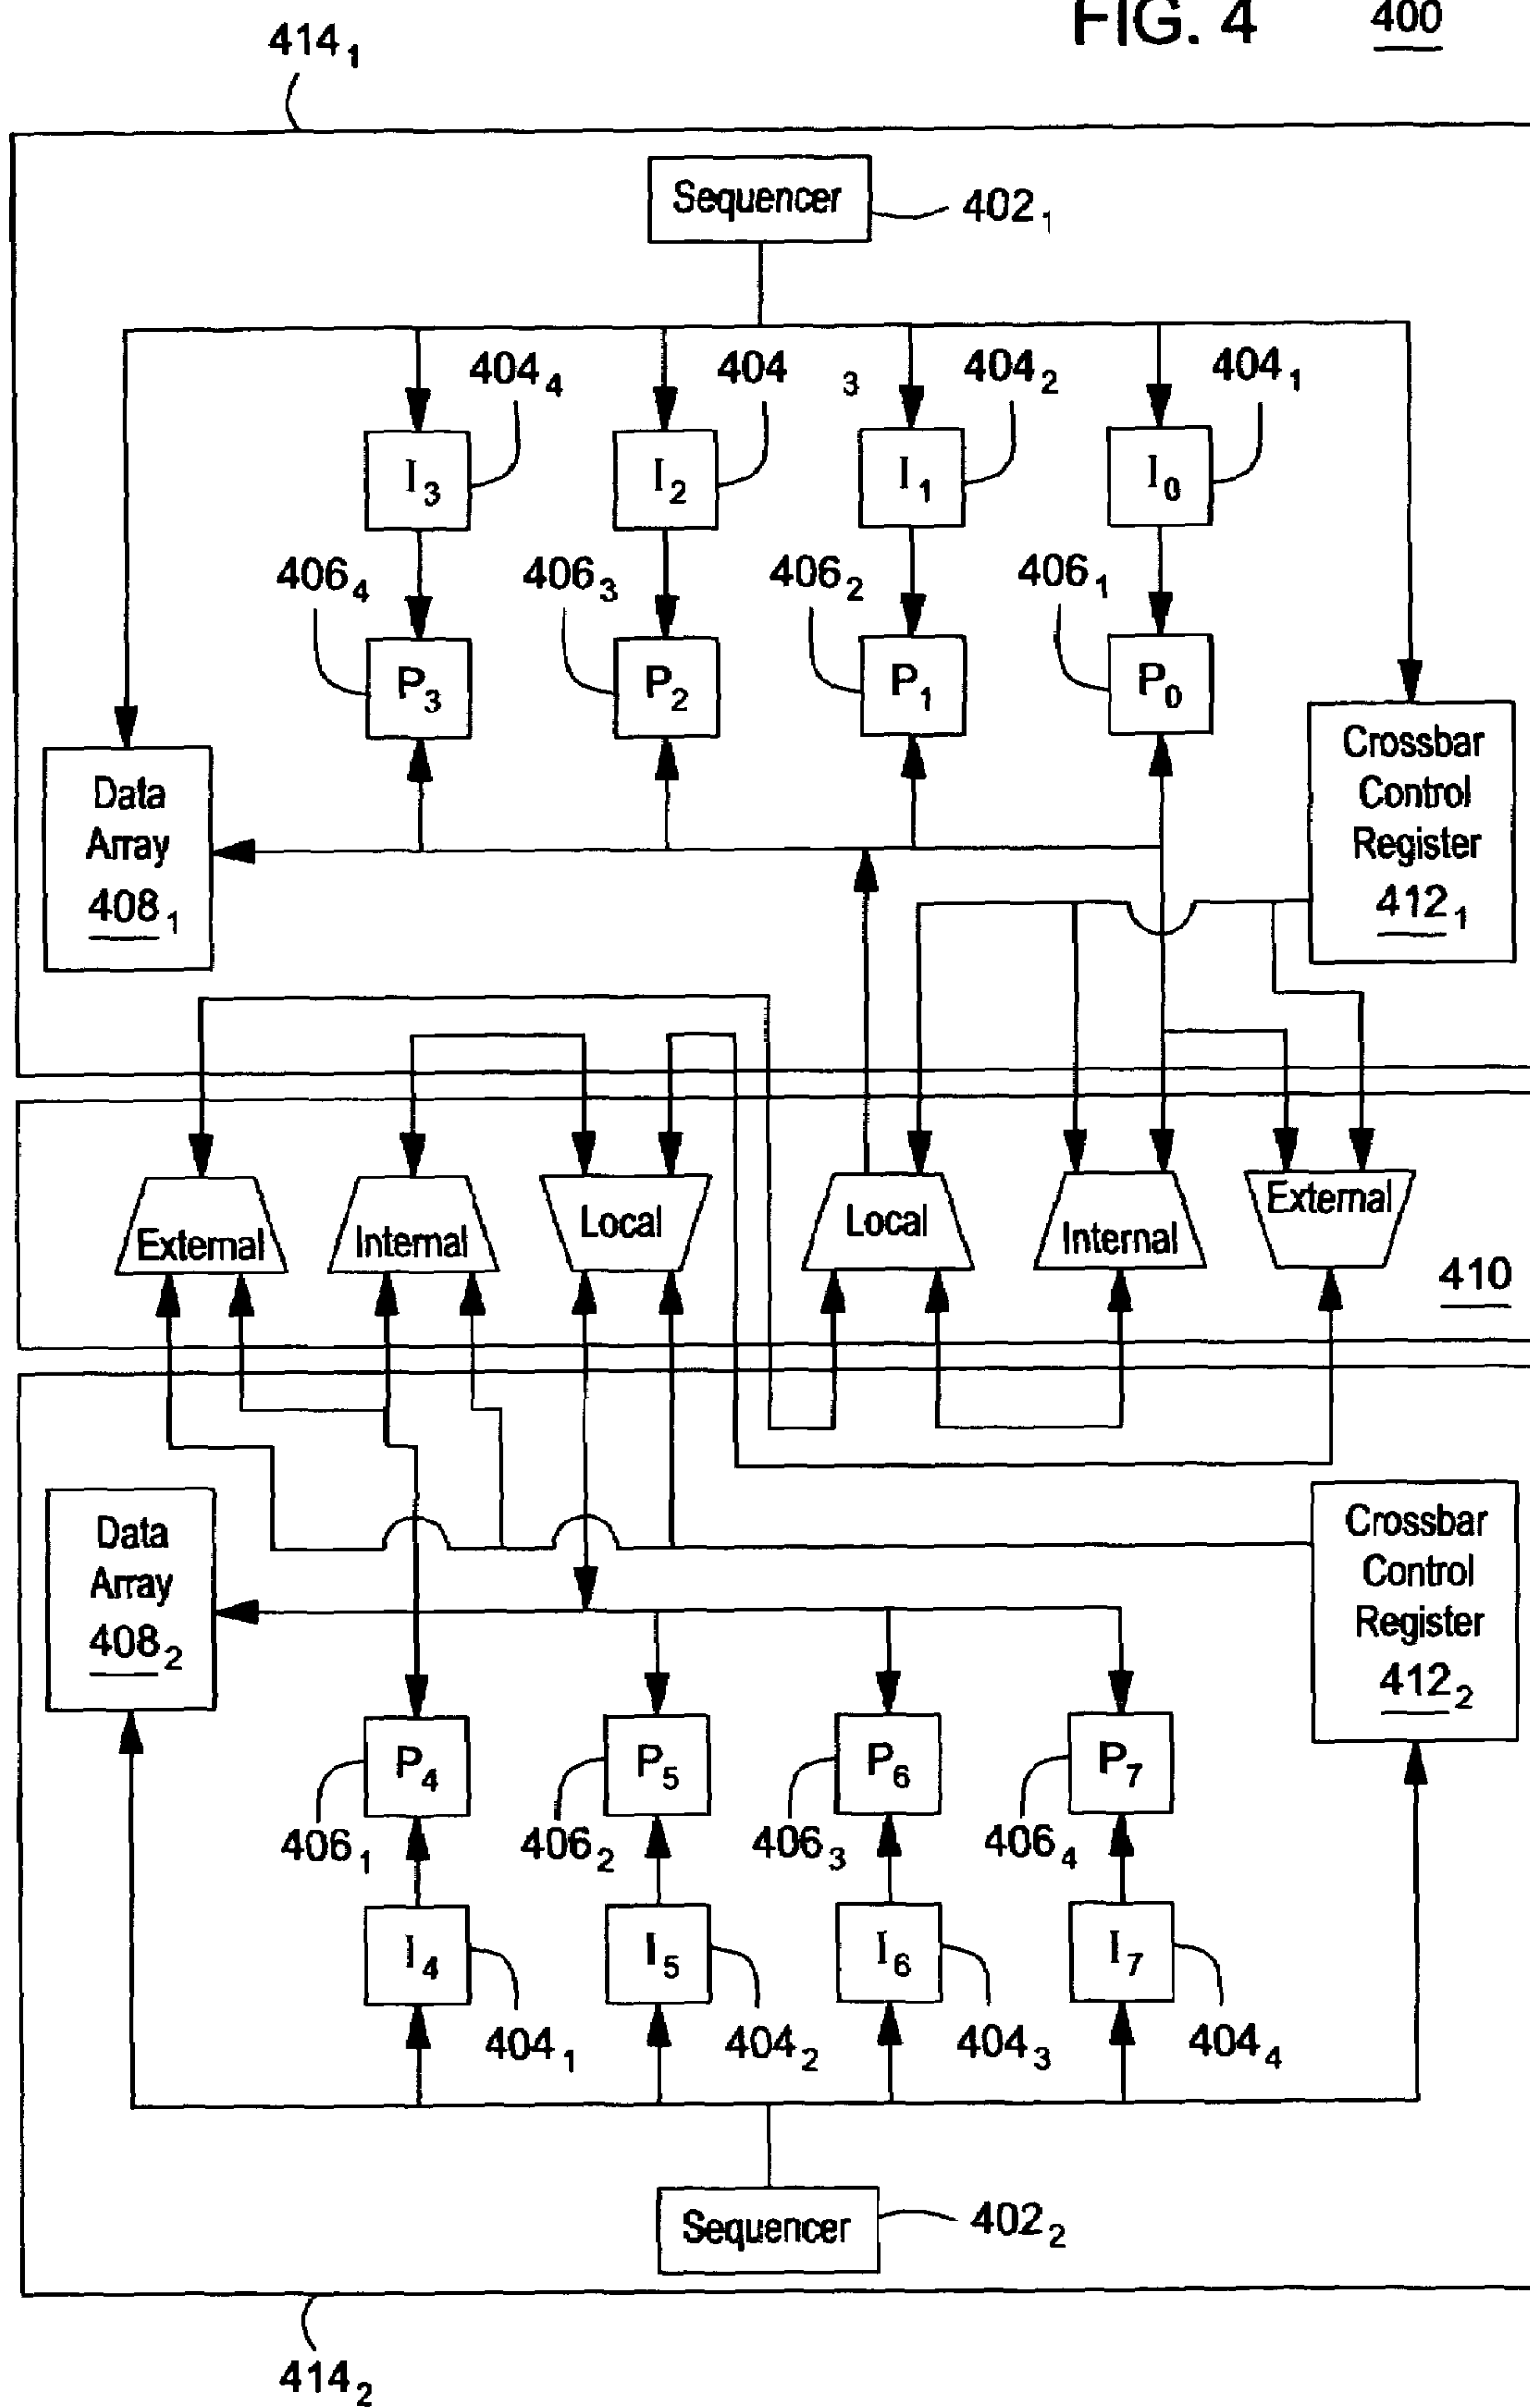 FIG. 4 400
414₁
Sequencer 402₁
404₄ 404 ₃ 404₂ 404₁
I₃ I₂ I₁ I₀
406₄ 406₃ 406₂ 406₁
P₃ P₂ P₁ P₀
Data
Array
408₁
Crossbar
Control
Register
412₁
External Internal Local Local Internal External
410
Data
Array
408₂
Crossbar
Control
Register
412₂
P₄ P₅ P₆ P₇
406₁ 406₂ 406₃ 406₄
I₄ I₅ I₆ I₇
404₁ 404₂ 404₃ 404₄
Sequencer 402₂
414₂